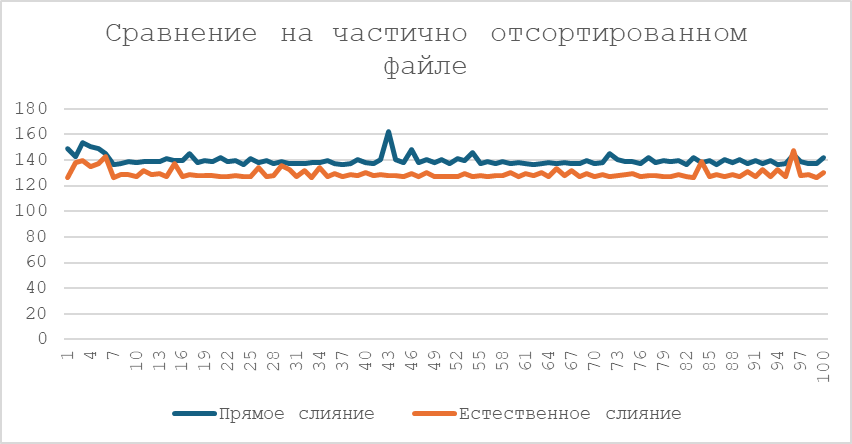 Сравнение на частично отсортированном
файле
180
160
140
120
100
80
60
40
20
0
1 4 7 10 13 16 19 22 25 28 31 34 37 40 43 46 49 52 55 58 61 64 67 70 73 76 79 82 85 88 91 94 97 100
Прямое слияние Естественное слияние